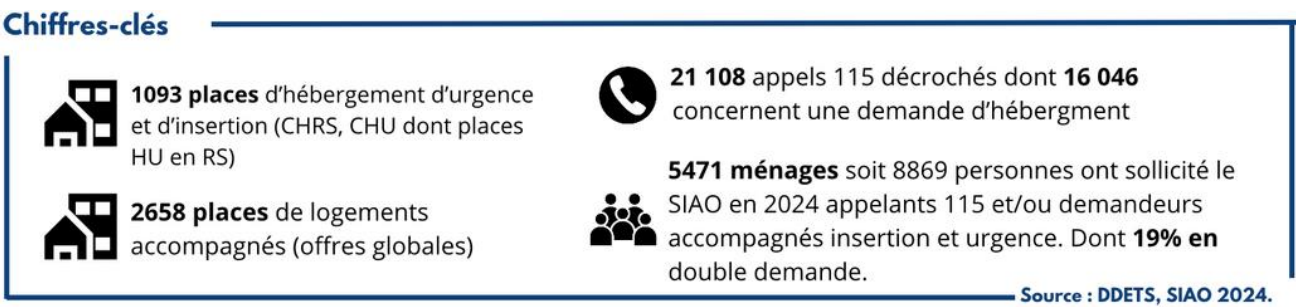 Chiffres-clés
1093 places d'hébergement d'urgence
et d'insertion (CHRS, CHU dont places
HU en RS)
2658 places de logements
accompagnés (offres globales)
21 108 appels 115 décrochés dont 16 046
concernent une demande d'hébergment
5471 ménages soit 8869 personnes ont sollicité le
SIAO en 2024 appelants 115 et/ou demandeurs
accompagnés insertion et urgence. Dont 19% en
double demande.
Source : DDETS, SIAO 2024.